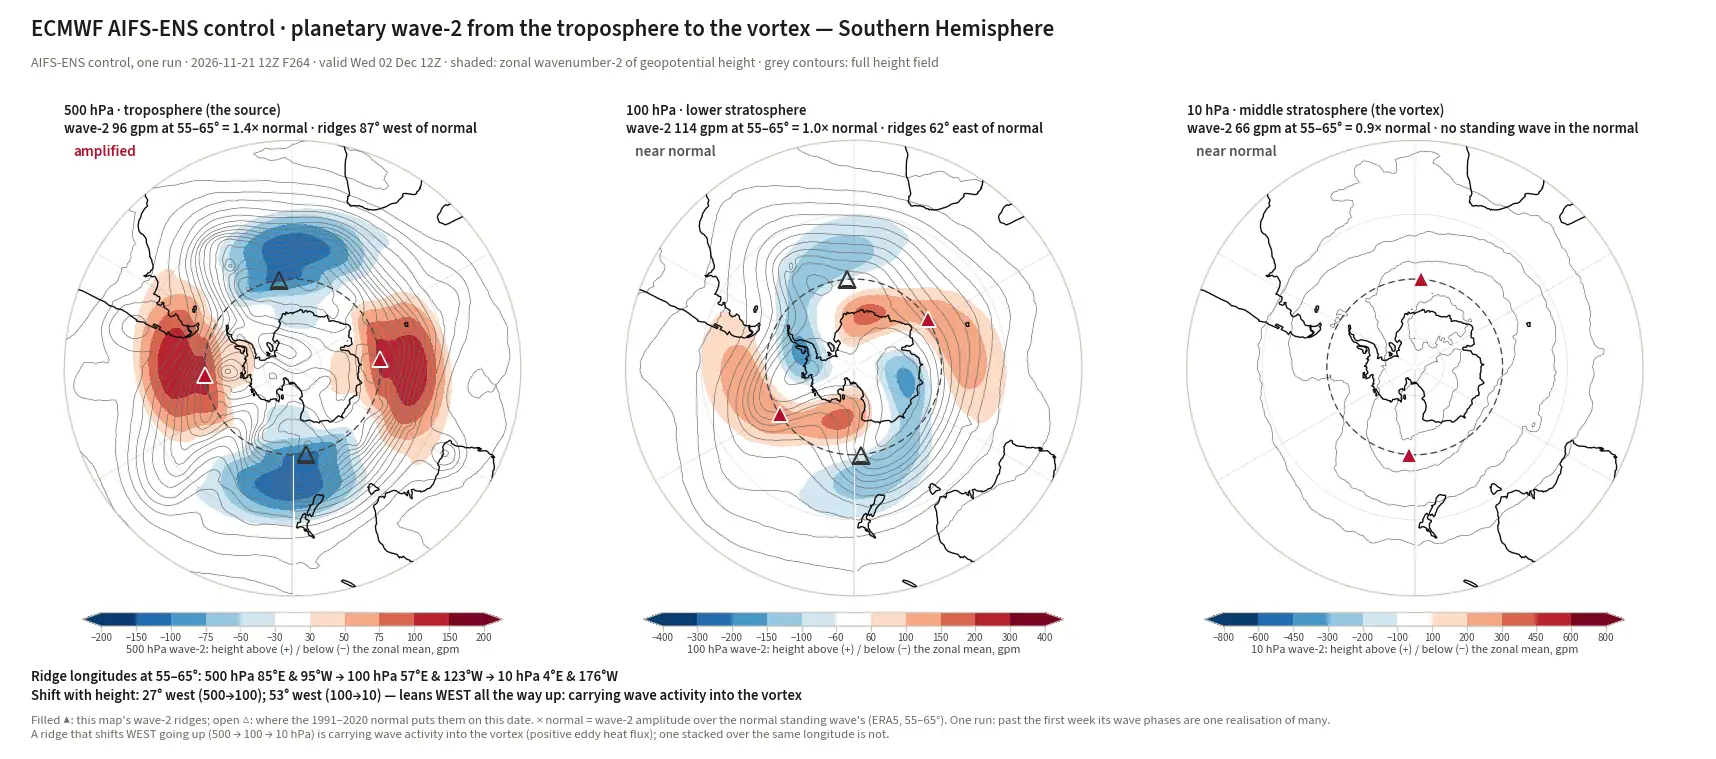 ECMWF AIFS-ENS control · planetary wave-2 from the troposphere to the vortex — Southern Hemisphere
AIFS-ENS control, one run · 2026-11-21 12Z F264 · valid Wed 02 Dec 12Z · shaded: zonal wavenumber-2 of geopotential height · grey contours: full height field
500 hPa · troposphere (the source)
wave-2 96 gpm at 55–65° = 1.4× normal · ridges 87° west of normal
amplified
100 hPa · lower stratosphere
wave-2 114 gpm at 55–65° = 1.0× normal · ridges 62° east of normal
near normal
10 hPa · middle stratosphere (the vortex)
wave-2 66 gpm at 55–65° = 0.9× normal · no standing wave in the normal
near normal
−200 −150 −100 −75 −50 −30 30 50 75 100 150 200
500 hPa wave-2: height above (+) / below (−) the zonal mean, gpm
−400 −300 −200 −150 −100 −60 60 100 150 200 300 400
100 hPa wave-2: height above (+) / below (−) the zonal mean, gpm
−800 −600 −450 −300 −200 −100 100 200 300 450 600 800
10 hPa wave-2: height above (+) / below (−) the zonal mean, gpm
Ridge longitudes at 55–65°: 500 hPa 85°E & 95°W → 100 hPa 57°E & 123°W → 10 hPa 4°E & 176°W
Shift with height: 27° west (500→100); 53° west (100→10) — leans WEST all the way up: carrying wave activity into the vortex
Filled ▲: this map's wave-2 ridges; open △: where the 1991–2020 normal puts them on this date. × normal = wave-2 amplitude over the normal standing wave's (ERA5, 55–65°). One run: past the first week its wave phases are one realisation of many.
A ridge that shifts WEST going up (500 → 100 → 10 hPa) is carrying wave activity into the vortex (positive eddy heat flux); one stacked over the same longitude is not.